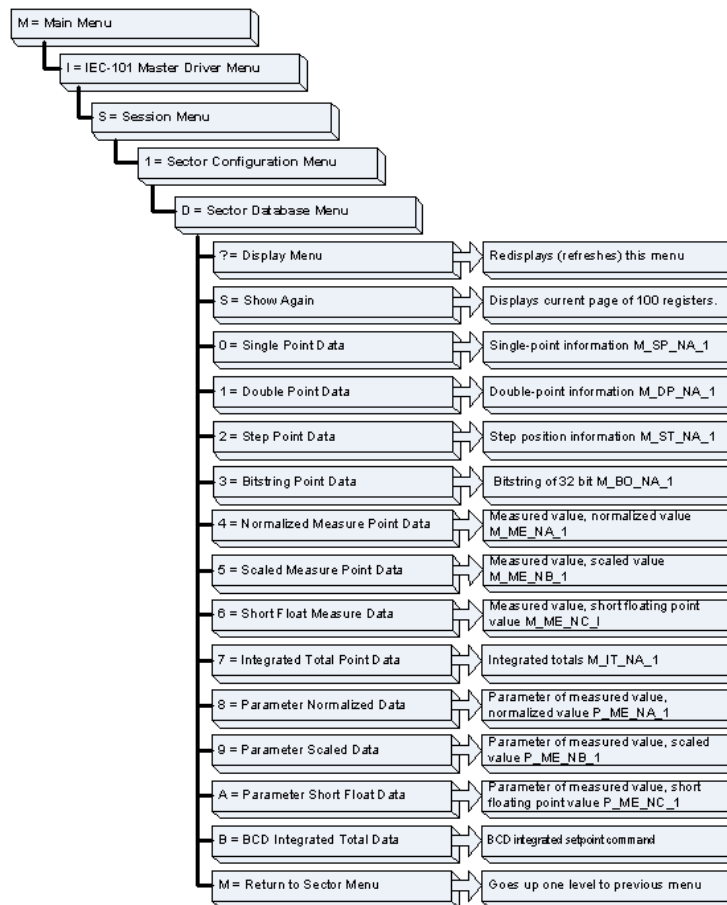 M = Main Menu
I = IEC-101 Master Driver Menu
S = Session Menu
1 = Sector Configuration Menu
D = Sector Database Menu
? = Display Menu
Redisplays (refreshes) this menu
S = Show Again
Displays current page of 100 registers.
0 = Single Point Data
Single-point information M_SP_NA_1
1 = Double Point Data
Double-point information M_DP_NA_1
2 = Step Point Data
Step position information M_ST_NA_1
3 = Bitstring Point Data
Bitstring of 32 bit M_BO_NA_1
4 = Normalized Measure Point Data
Measured value, normalized value
M_ME_NA_1
5 = Scaled Measure Point Data
Measured value, scaled value
M_ME_NB_1
6 = Short Float Measure Data
Measured value, short floating point
value M_ME_NC_I
7 = Integrated Total Point Data
Integrated totals M_IT_NA_1
8 = Parameter Normalized Data
Parameter of measured value,
normalized value P_ME_NA_1
9 = Parameter Scaled Data
Parameter of measured value, scaled
value P_ME_NB_1
A = Parameter Short Float Data
Parameter of measured value, short
floating point value P_ME_NC_1
B = BCD Integrated Total Data
BCD integrated setpoint command
M = Return to Sector Menu
Goes up one level to previous menu